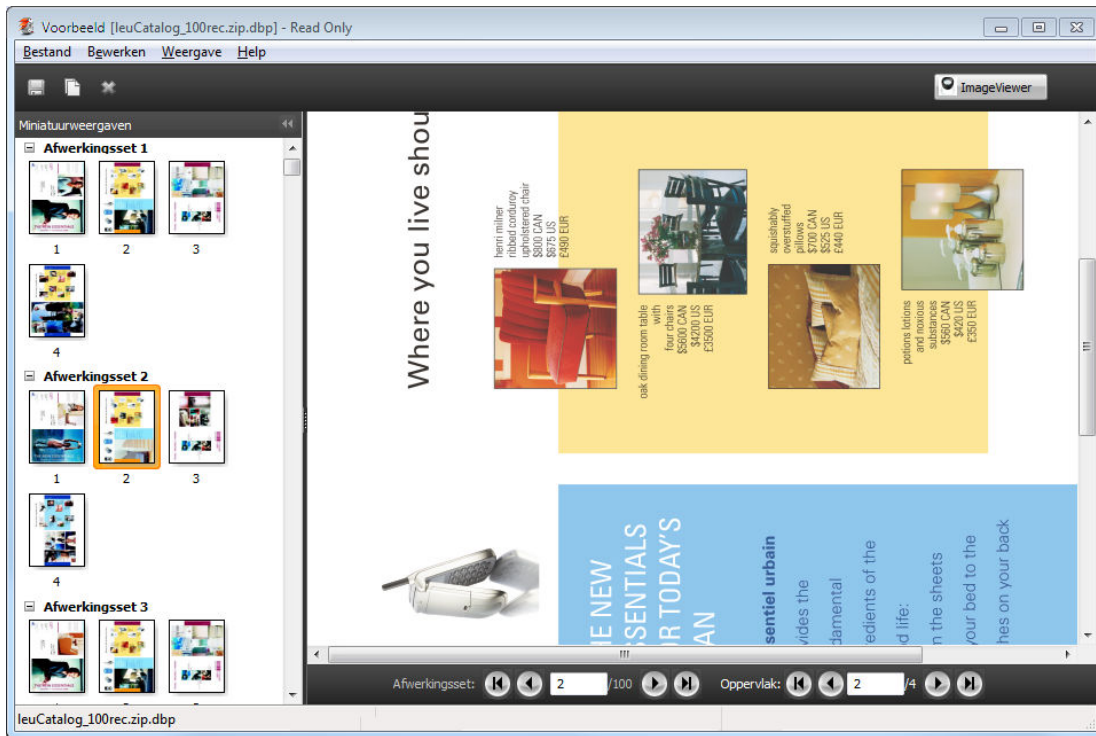 Voorbeeld [leuCatalog_100rec.zip.dbp] - Read Only
Bestand Bewerken Weergave Help
ImageViewer
Miniatuurweergaven
Afwerkingsset 1
1 2 3
4
Afwerkingsset 2
1 2 3
4
Afwerkingsset 3
Where you live shou
henri milner
ribbed corduroy
upholstered chair
$800 CAN
$675 US
£490 EUR
oak dining room table
with
four chairs
$5600 CAN
$4200 US
£3500 EUR
squishably
overstuffed
pillows
$700 CAN
$525 US
£440 EUR
potions lotions
and noxious
substances
$560 CAN
$420 US
£350 EUR
HE NEW
SSENTIALS
OR TODAY'S
AN
sentiel urbain
vides the
damental
edients of the
d life:
n the sheets
your bed to the
hes on your back
Afwerkingsset: 2 /100 Oppervlak: 2 /4
leuCatalog_100rec.zip.dbp